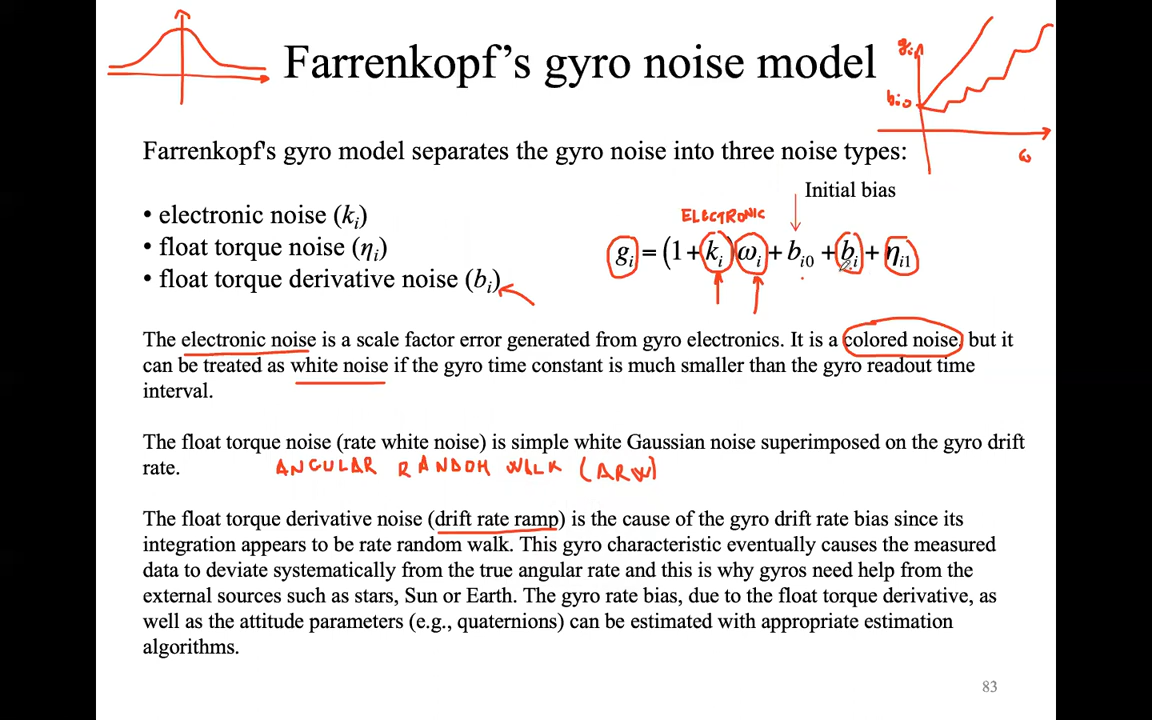 Farrenkopf's gyro noise model
gi
bio
ω
Farrenkopf's gyro model separates the gyro noise into three noise types:
Initial bias
• electronic noise (ki)
ELECTRONIC
• float torque noise (ηi)
gi = (1+ki)ωi + bi0 + bi + ηi1
• float torque derivative noise (bi)
The electronic noise is a scale factor error generated from gyro electronics. It is a colored noise, but it
can be treated as white noise if the gyro time constant is much smaller than the gyro readout time
interval.
The float torque noise (rate white noise) is simple white Gaussian noise superimposed on the gyro drift
rate.
ANGULAR RANDOM WALK (ARW)
The float torque derivative noise (drift rate ramp) is the cause of the gyro drift rate bias since its
integration appears to be rate random walk. This gyro characteristic eventually causes the measured
data to deviate systematically from the true angular rate and this is why gyros need help from the
external sources such as stars, Sun or Earth. The gyro rate bias, due to the float torque derivative, as
well as the attitude parameters (e.g., quaternions) can be estimated with appropriate estimation
algorithms.
83